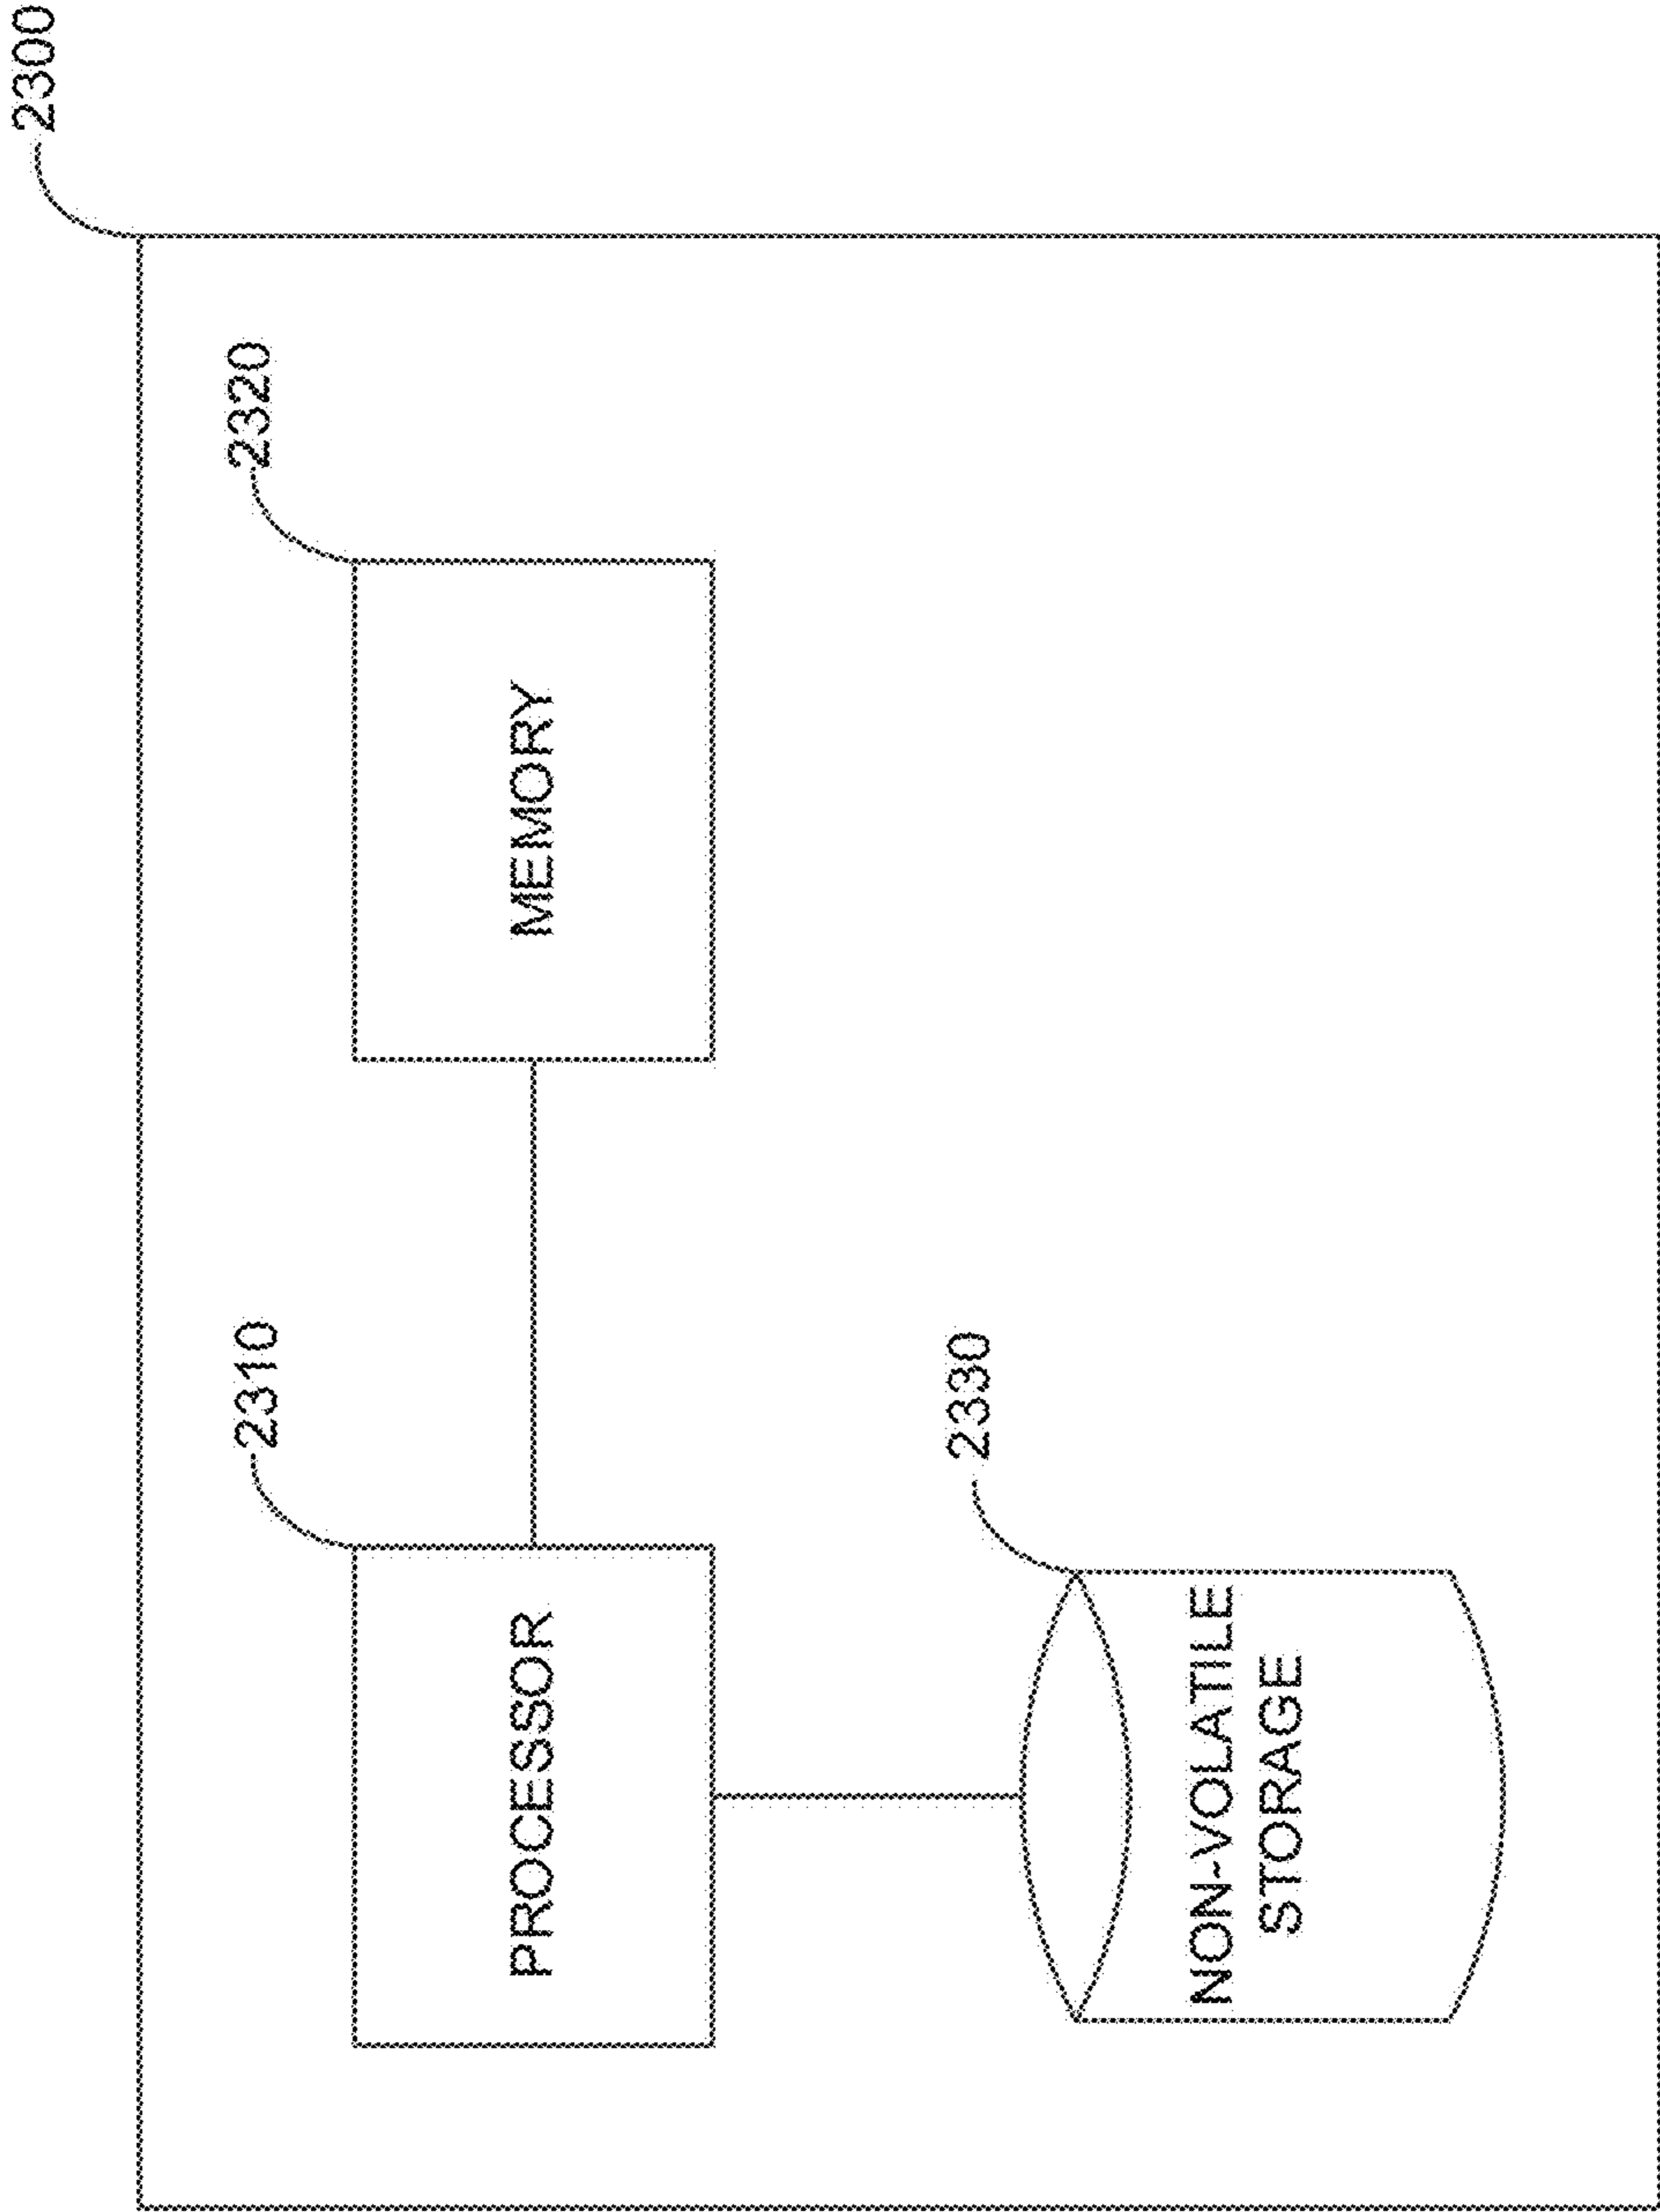 2300
2310
2320
PROCESSOR
MEMORY
2330
NON-VOLATILE
STORAGE